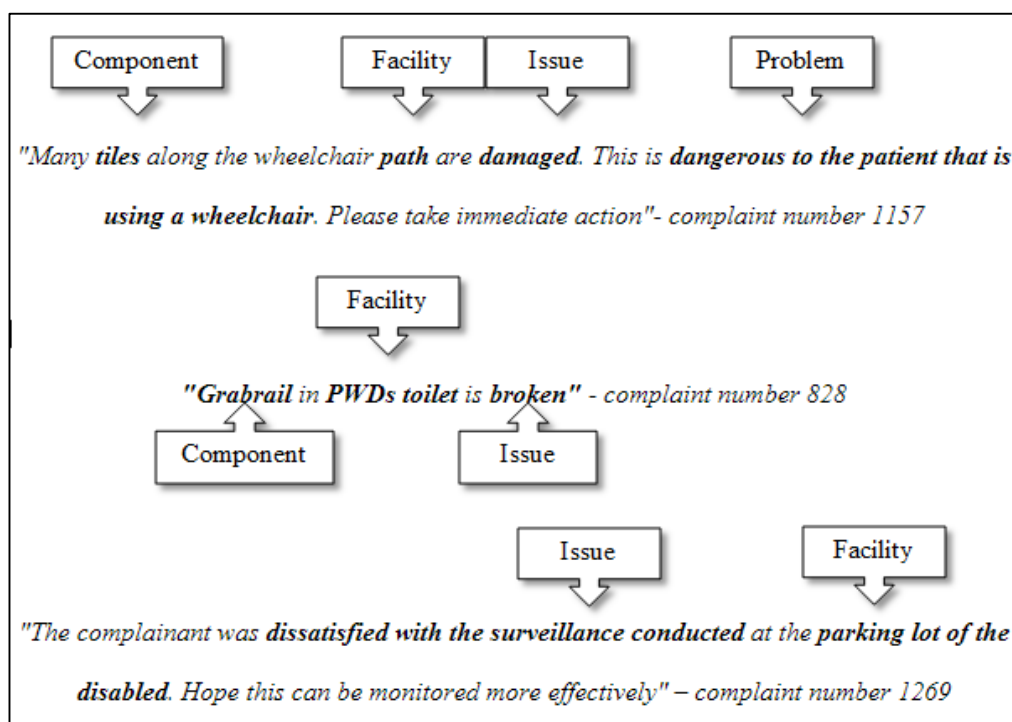 Component Facility Issue Problem
"Many tiles along the wheelchair path are damaged. This is dangerous to the patient that is
using a wheelchair. Please take immediate action"- complaint number 1157
Facility
"Grabrail in PWDs toilet is broken" - complaint number 828
Component Issue
Issue Facility
"The complainant was dissatisfied with the surveillance conducted at the parking lot of the
disabled. Hope this can be monitored more effectively" – complaint number 1269